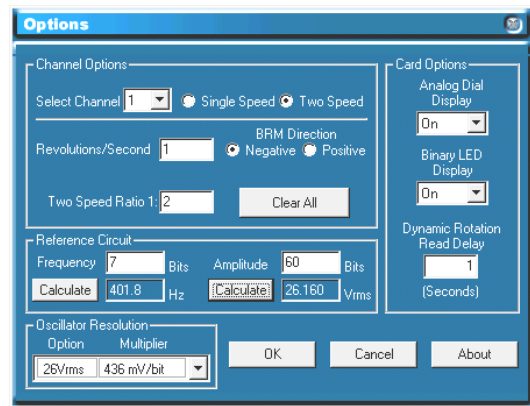 Options
Channel Options
Select Channel 1 Single Speed Two Speed
BRM Direction
Revolutions/Second 1 Negative Positive
Two Speed Ratio 1: 2 Clear All
Reference Circuit
Frequency 7 Bits Amplitude 60 Bits
Calculate 401.8 Hz Calculate 26.160 Vrms
Oscillator Resolution
Option Multiplier
26Vrms 436 mV/bit
OK Cancel About
Card Options
Analog Dial
Display
On
Binary LED
Display
On
Dynamic Rotation
Read Delay
1
(Seconds)